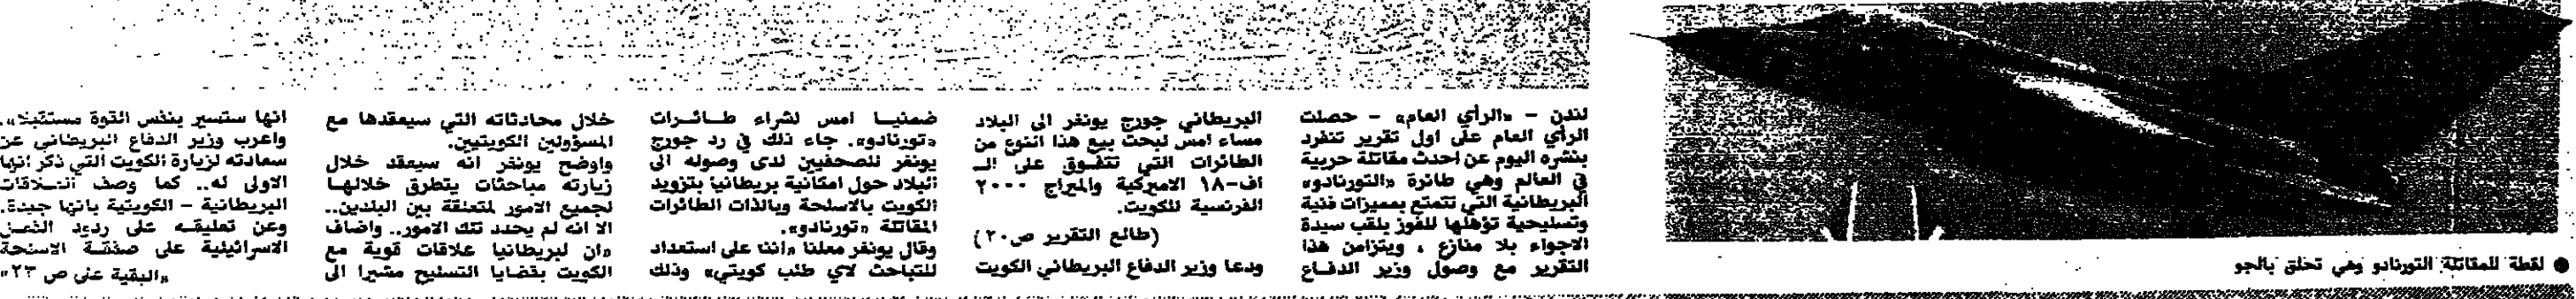 لندن - «الرأي العام» - حصلت
الرأي العام على اول تقرير تنفرد
بنشره اليوم عن احدث مقاتلة حربية
في العالم وهي طائرة «التورنادو»
البريطانية التي تتمتع بمميزات فنية
وتسليحية تؤهلها للفوز بلقب سيدة
الاجواء بلا منازع ، ويتزامن هذا
التقرير مع وصول وزير الدفاع
البريطاني جورج يونغر الى البلاد
مساء امس لبحث بيع هذا النوع من
الطائرات التي تتفوق على الـ
اف-١٨ الاميركية والميراج ٢٠٠٠
الفرنسية للكويت.
(طالع التقرير ص٢٠)
ودعا وزير الدفاع البريطاني الكويت
ضمنيا امس لشراء طائرات
«تورنادو». جاء ذلك في رد جورج
يونغر للصحفيين لدى وصوله الى
البلاد حول امكانية بريطانيا بتزويد
الكويت بالاسلحة وبالذات الطائرات
المقاتلة «تورنادو».
وقال يونغر معلنا «اننا على استعداد
للتباحث لاي طلب كويتي» وذلك
خلال محادثاته التي سيعقدها مع
المسؤولين الكويتيين.
واوضح يونغر انه سيعقد خلال
زيارته مباحثات يتطرق خلالها
لجميع الامور المتعلقة بين البلدين..
الا انه لم يحدد تلك الامور.. واضاف
«ان لبريطانيا علاقات قوية مع
الكويت بقضايا التسليح مشيرا الى
انها ستسير بنفس القوة مستقبلا».
واعرب وزير الدفاع البريطاني عن
سعادته لزيارة الكويت التي ذكر انها
الاولى له.. كما وصف العلاقات
البريطانية - الكويتية بانها جيدة.
وعن تعليقه على ردود الفعل
الاسرائيلية على صفقة الاسلحة
«البقية على ص ٢٣»
● لقطة للمقاتلة التورنادو وهي تحلق بالجو